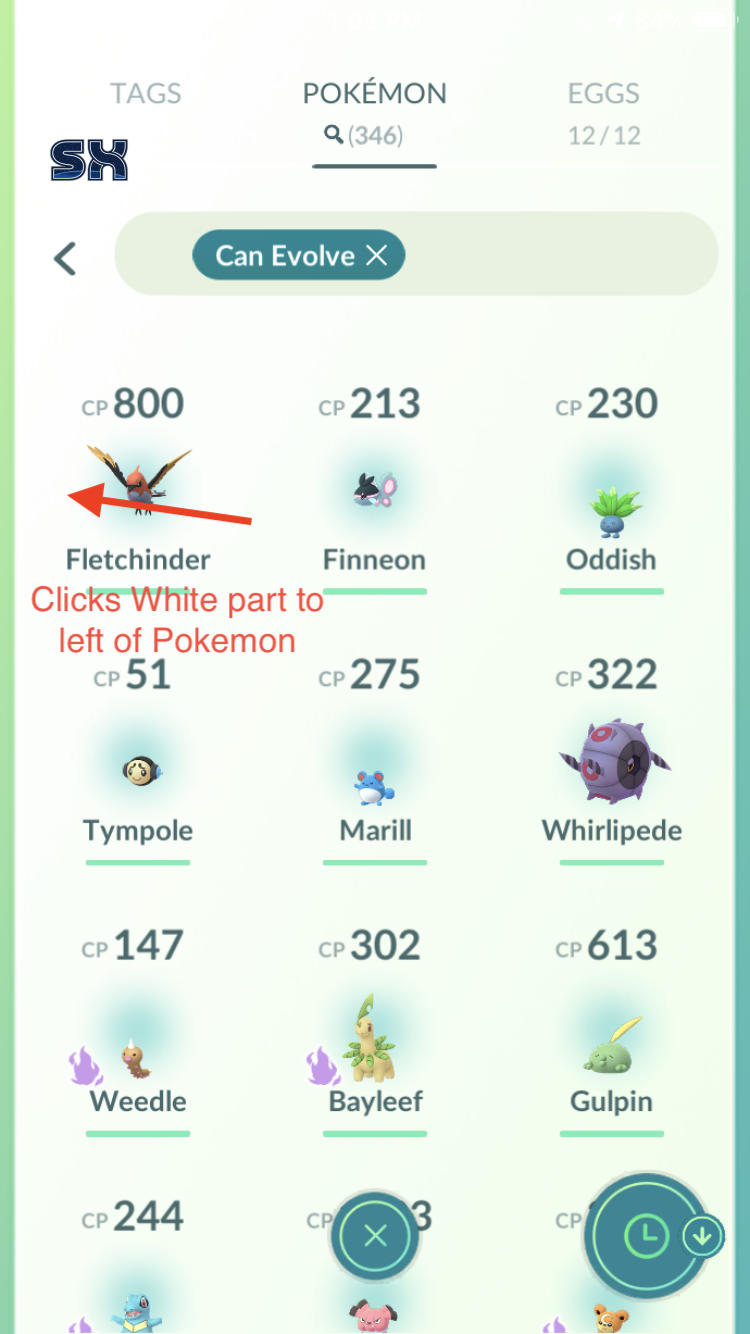 TAGS
POKÉMON
EGGS
(346)
12 / 12
SX
Can Evolve
CP 800
CP 213
CP 230
Fletchinder
Finneon
Oddish
Clicks White part to
left of Pokemon
CP 51
CP 275
CP 322
Tympole
Marill
Whirlipede
CP 147
CP 302
CP 613
Weedle
Bayleef
Gulpin
CP 244
CP
3
CP